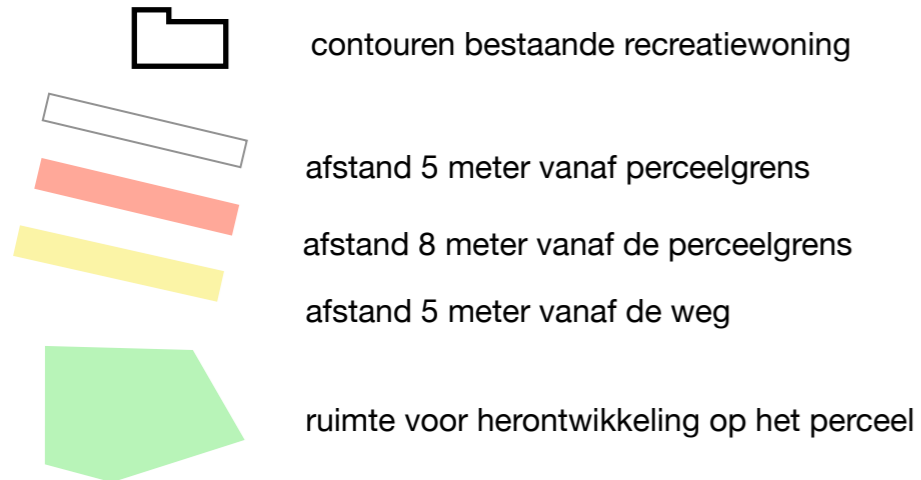 contouren bestaande recreatiewoning
afstand 5 meter vanaf perceelgrens
afstand 8 meter vanaf de perceelgrens
afstand 5 meter vanaf de weg
ruimte voor herontwikkeling op het perceel